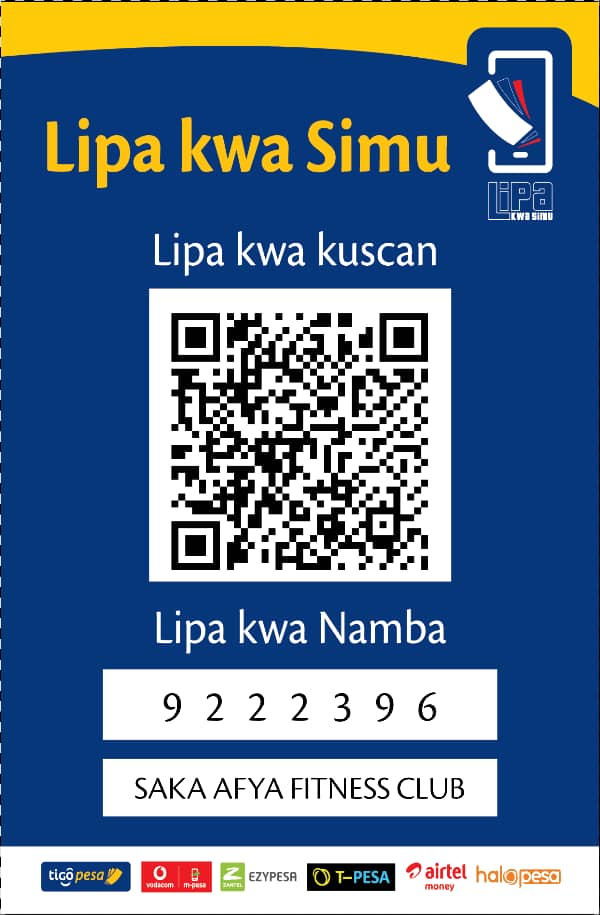 Lipa kwa Simu
LiPa
KWA SiMU
Lipa kwa kuscan
Lipa kwa Namba
9 2 2 2 3 9 6
SAKA AFYA FITNESS CLUB
tigo pesa vodacom m-pesa ZANTEL EZYPESA T-PESA airtel money halopesa